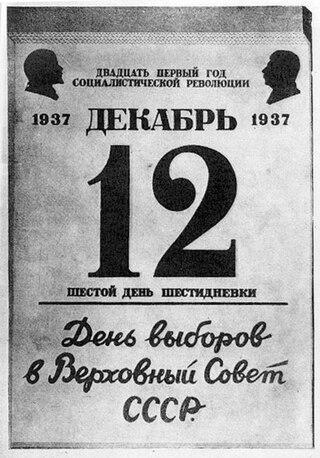 ДВАДЦАТЬ ПЕРВЫЙ ГОД
СОЦИАЛИСТИЧЕСКОЙ РЕВОЛЮЦИИ
1937 ДЕКАБРЬ 1937
12
ШЕСТОЙ ДЕНЬ ШЕСТИДНЕВКИ
День выборов
в Верховный Совет
СССР.